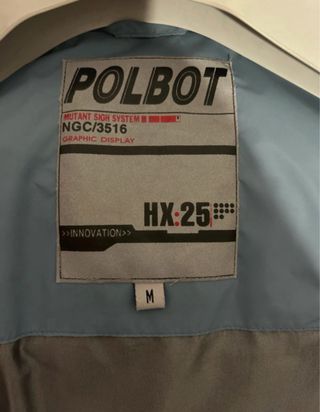 POLBOT
MUTANT SIGH SYSTEM
NGC/3516
GRAPHIC DISPLAY
HX:25
>>INNOVATION>>
M